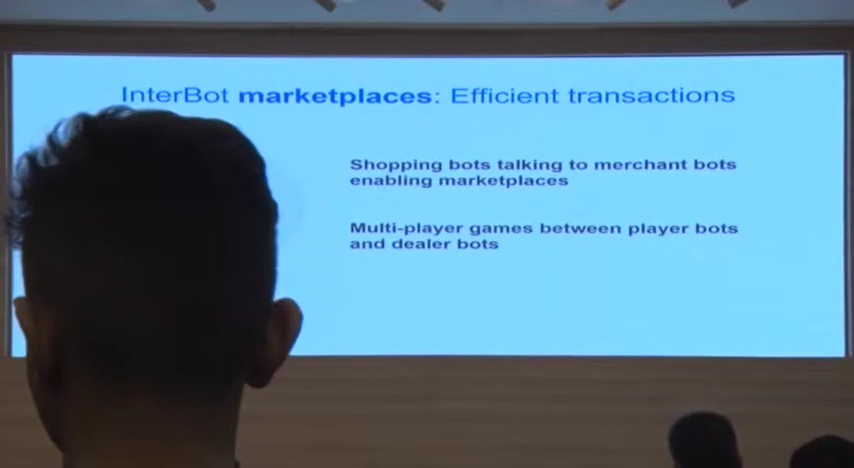 InterBot marketplaces: Efficient transactions
Shopping bots talking to merchant bots
enabling marketplaces
Multi-player games between player bots
and dealer bots